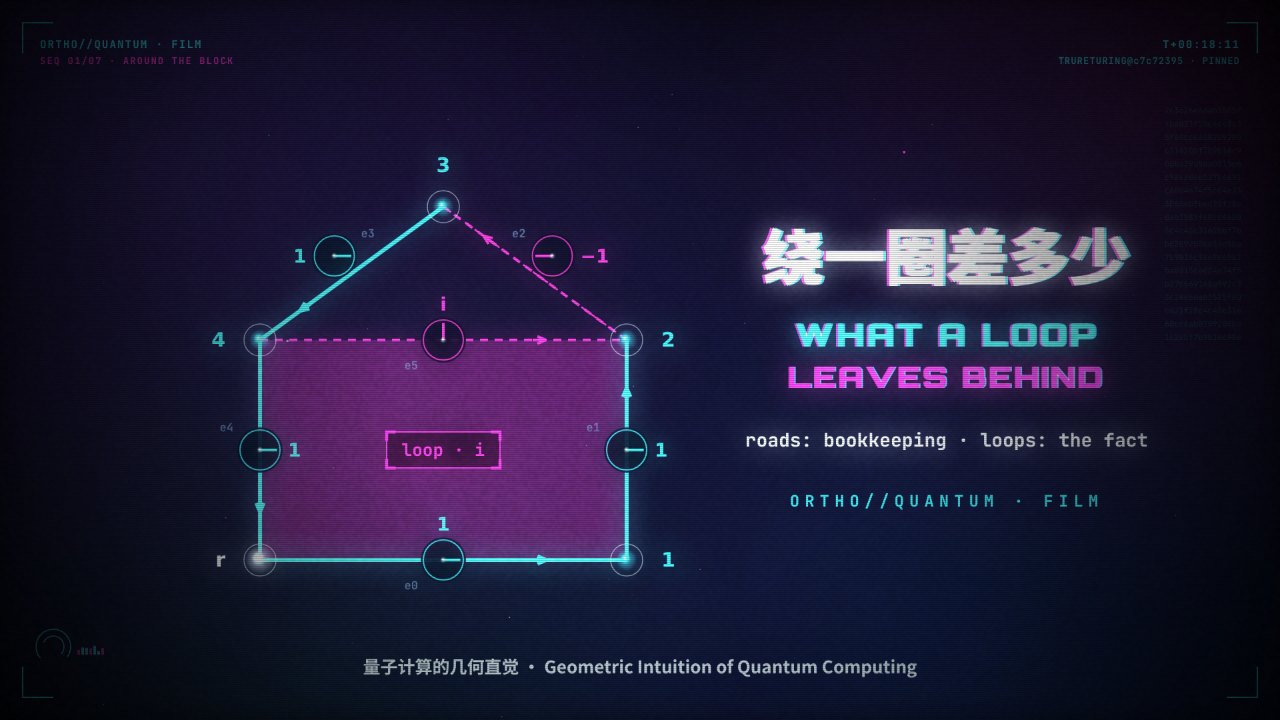 ORTHO//QUANTUM · FILM
SEQ 01/07 · AROUND THE BLOCK
T+00:18:11
TRURETURING@c7c72395 · PINNED
3
e3
e2
1
−1
i
4
2
e5
e4
e1
loop · i
1
1
1
r
1
e0
绕一圈差多少
WHAT A LOOP
LEAVES BEHIND
roads: bookkeeping · loops: the fact
ORTHO//QUANTUM · FILM
量子计算的几何直觉 · Geometric Intuition of Quantum Computing